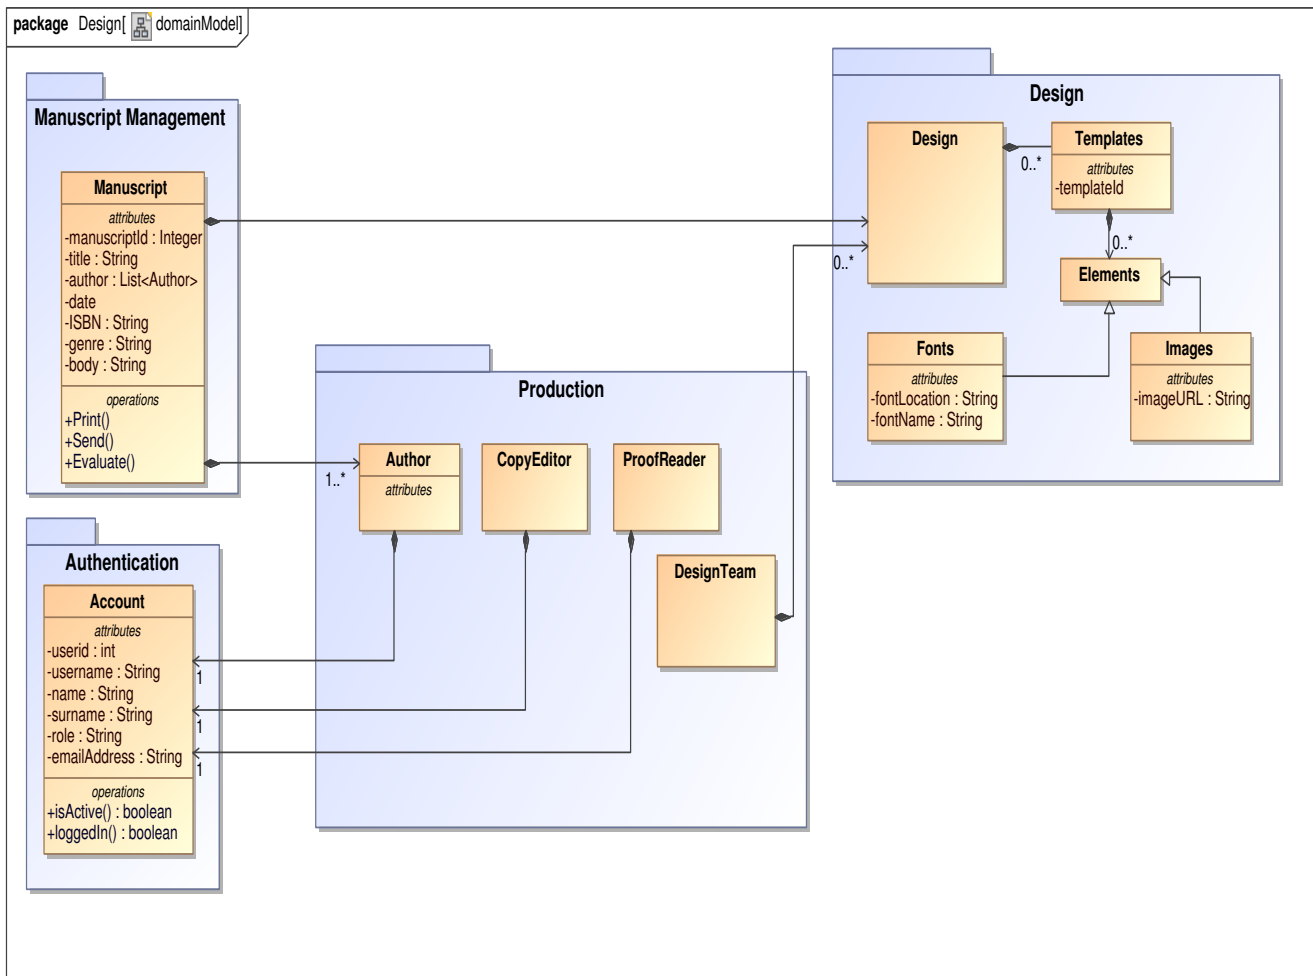 package Design[ domainModel]
Manuscript Management
Manuscript
attributes
-manuscriptId : Integer
-title : String
-author : List<Author>
-date
-ISBN : String
-genre : String
-body : String
operations
+Print()
+Send()
+Evaluate()
1..*
Design
Design
0..*
0..*
Templates
attributes
-templateId
0..*
Elements
Fonts
attributes
-fontLocation : String
-fontName : String
Images
attributes
-imageURL : String
Production
Author
attributes
CopyEditor
ProofReader
DesignTeam
Authentication
Account
attributes
-userid : int
-username : String
-name : String
-surname : String
-role : String
-emailAddress : String
operations
+isActive() : boolean
+loggedIn() : boolean
1
1
1